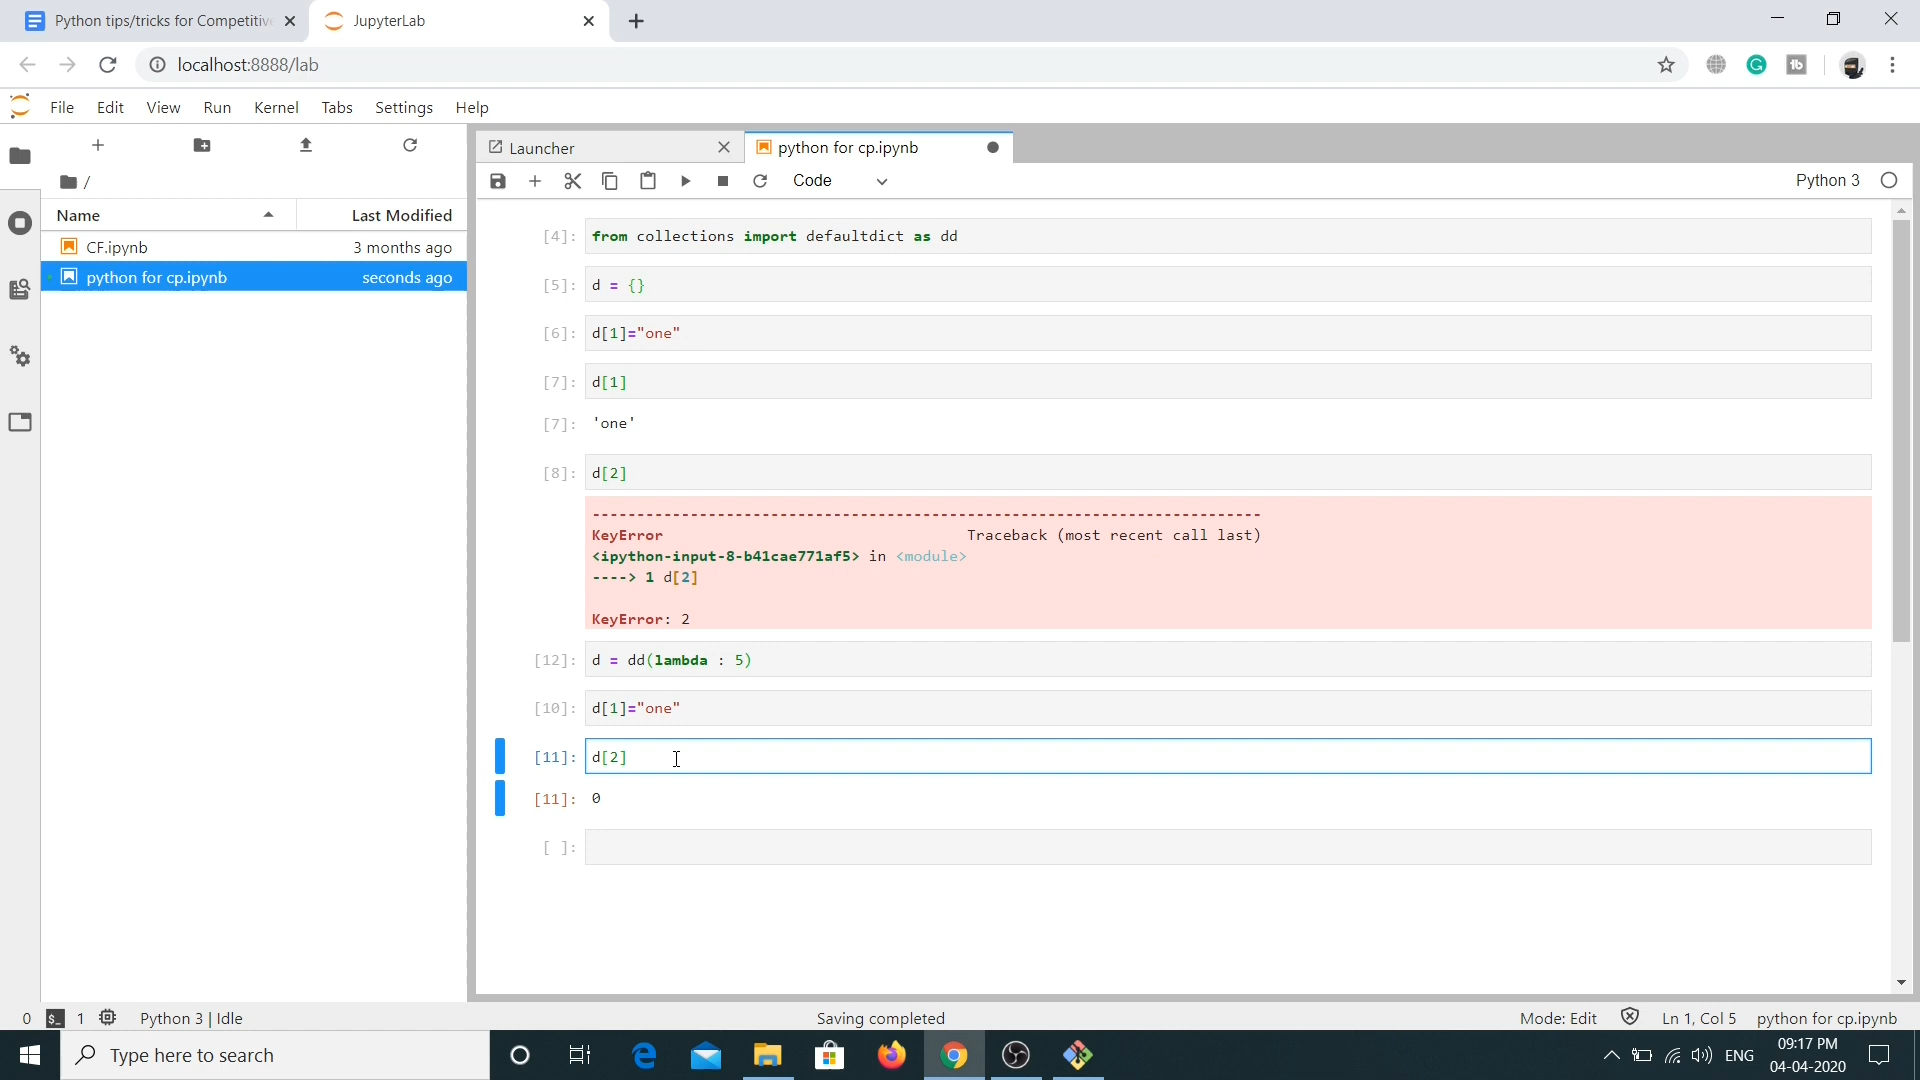 Python tips/tricks for Competitive
JupyterLab
localhost:8888/lab
File Edit View Run Kernel Tabs Settings Help
Launcher
python for cp.ipynb
/
Code
Python 3
Name Last Modified
CF.ipynb 3 months ago
python for cp.ipynb seconds ago
[4]: from collections import defaultdict as dd
[5]: d = {}
[6]: d[1]="one"
[7]: d[1]
[7]: 'one'
[8]: d[2]
---------------------------------------------------------------------------
KeyError Traceback (most recent call last)
<ipython-input-8-b41cae771af5> in <module>
----> 1 d[2]
KeyError: 2
[12]: d = dd(lambda : 5)
[10]: d[1]="one"
[11]: d[2]
[11]: 0
[ ]:
0 $_ 1 Python 3 | Idle Saving completed Mode: Edit Ln 1, Col 5 python for cp.ipynb
Type here to search
ENG
09:17 PM
04-04-2020